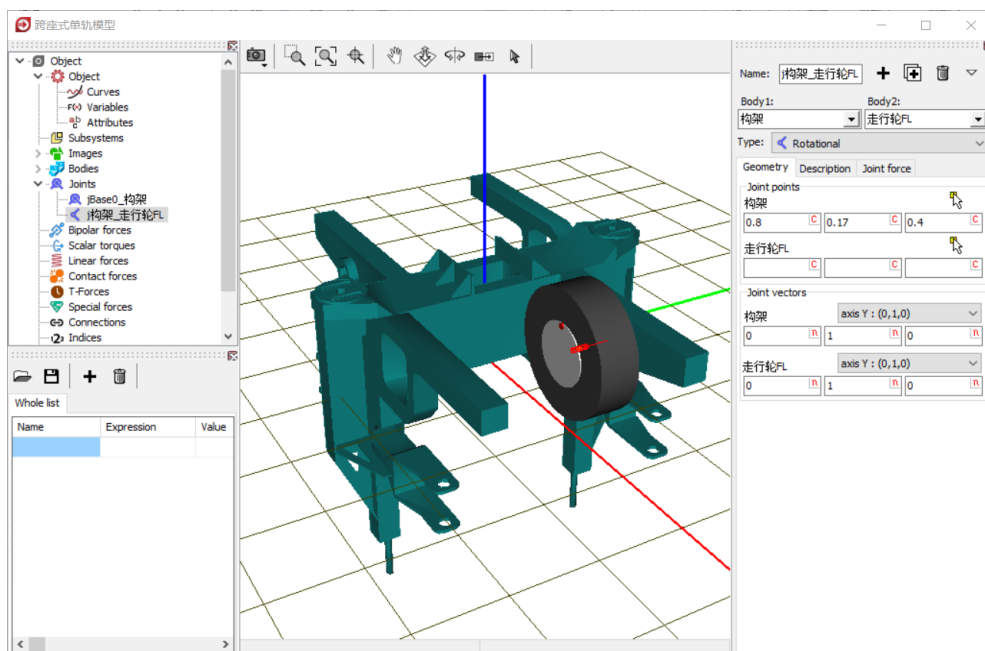 跨座式单轨模型
Object
Object
Curves
F(x) Variables
Attributes
Subsystems
Images
Bodies
Joints
jBase0_构架
j构架_走行轮FL
Bipolar forces
Scalar torques
Linear forces
Contact forces
T-Forces
Special forces
Connections
Indices
Whole list
Name Expression Value
Name: j构架_走行轮FL
Body1: Body2:
构架 走行轮FL
Type: Rotational
Geometry Description Joint force
Joint points
构架
0.8 C 0.17 C 0.4 C
走行轮FL
C C C
Joint vectors
构架 axis Y : (0,1,0)
0 n 1 n 0 n
走行轮FL axis Y : (0,1,0)
0 n 1 n 0 n